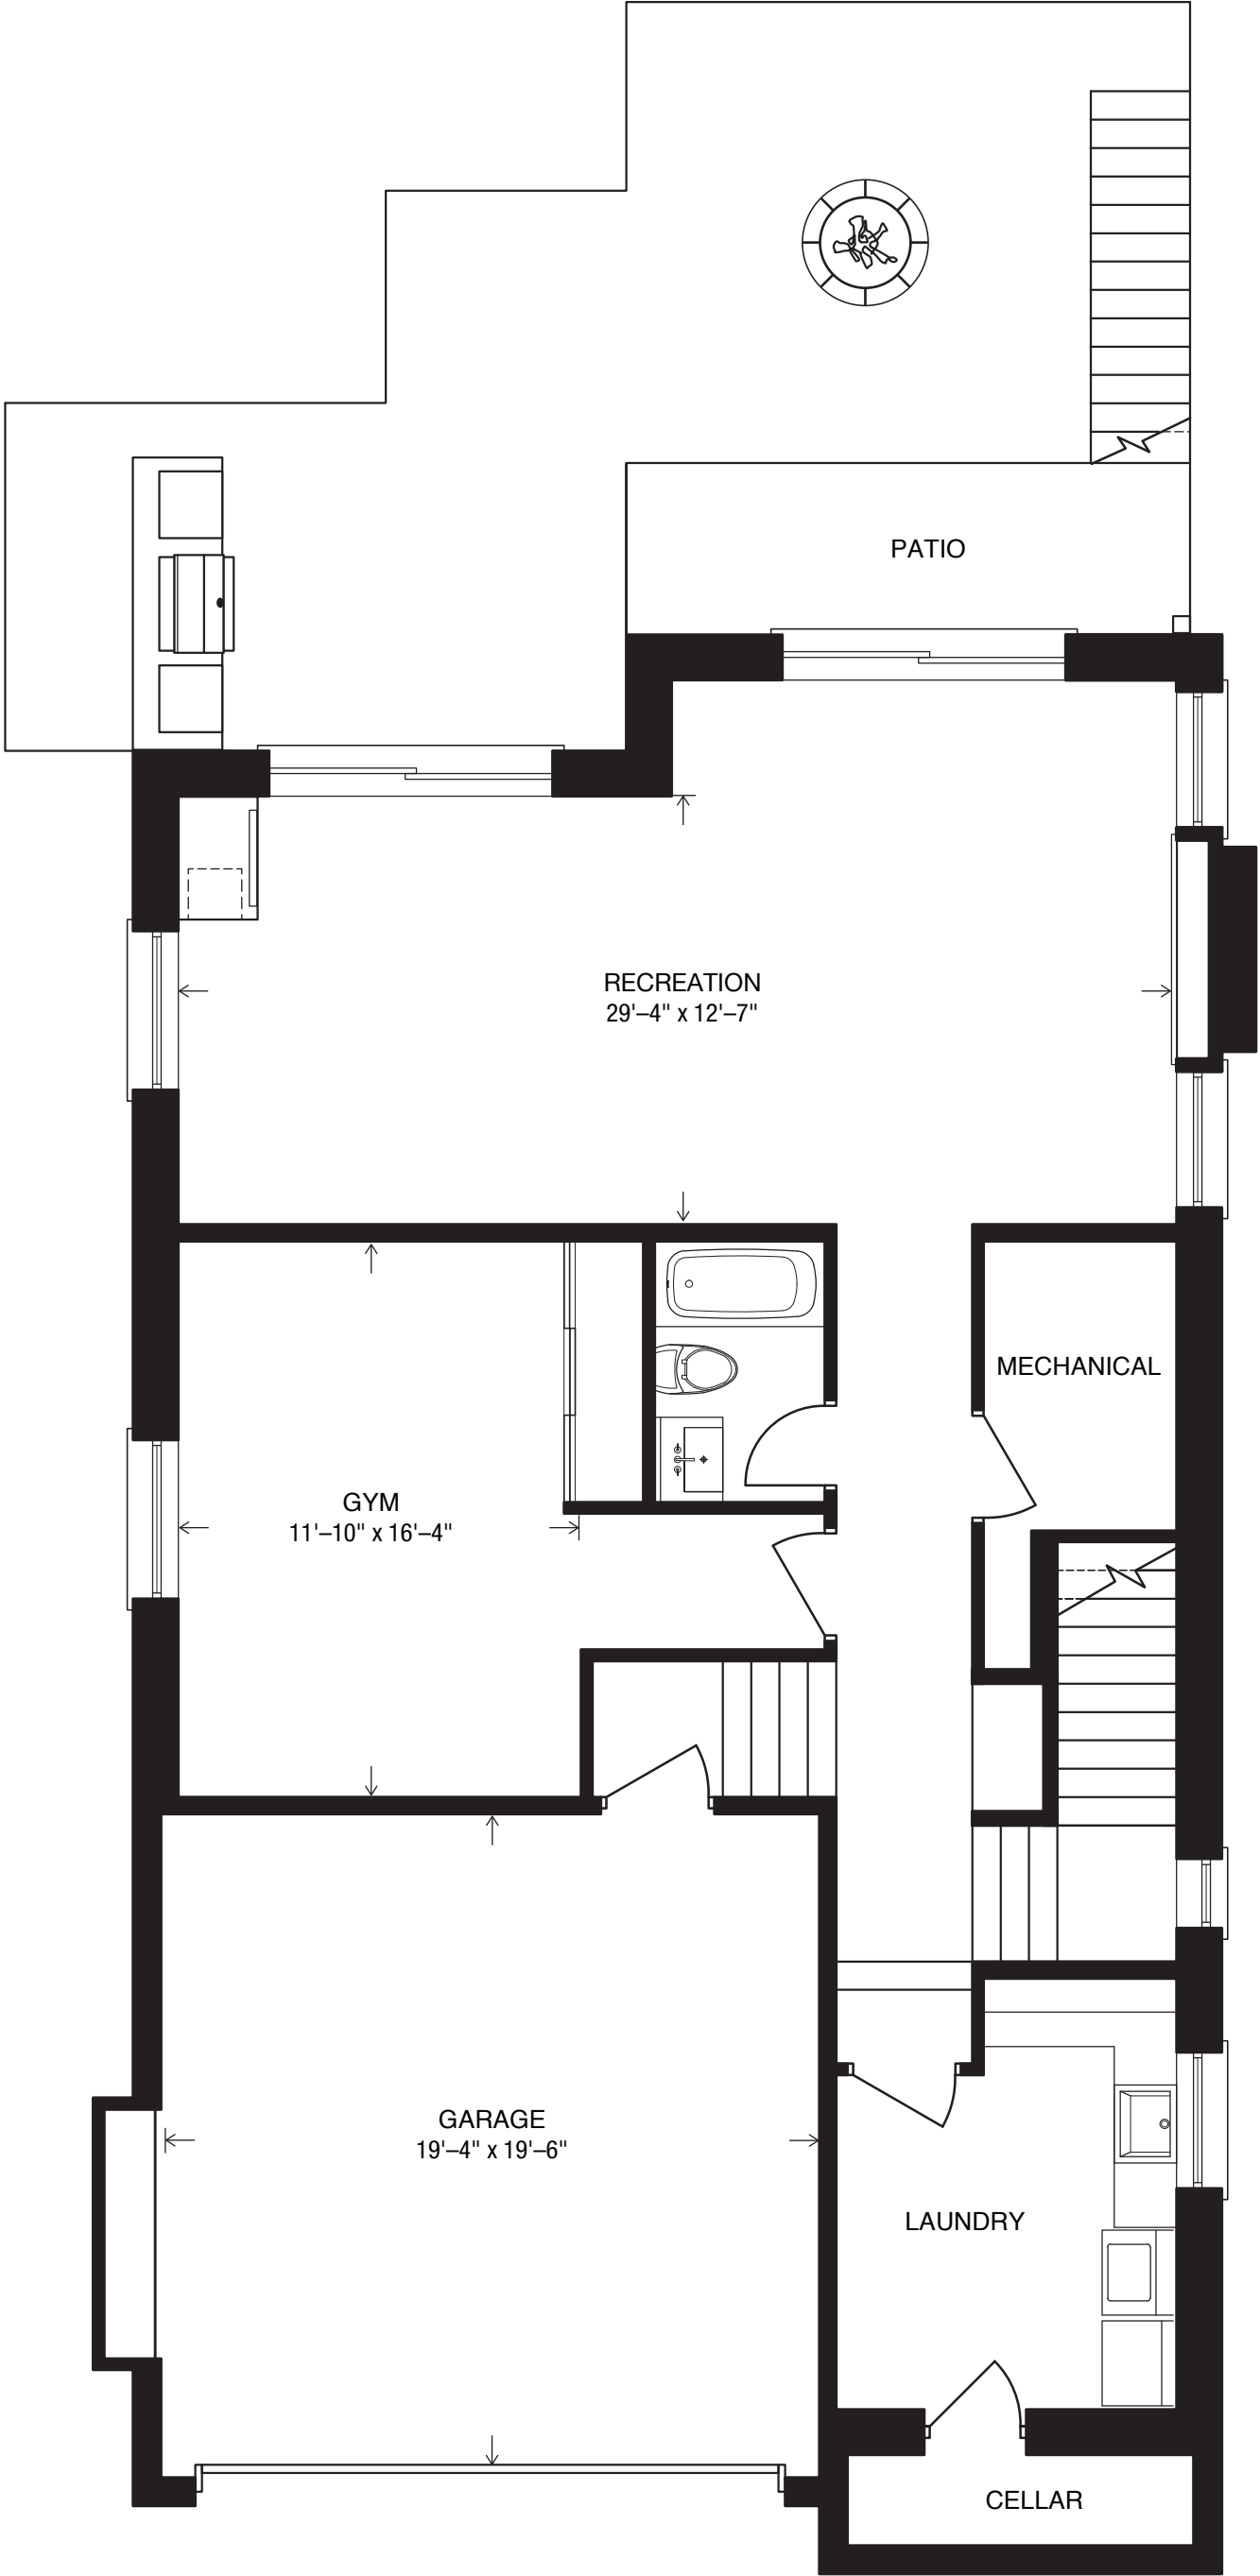 PATIO
RECREATION
29'–4" x 12'–7"
MECHANICAL
GYM
11'–10" x 16'–4"
GARAGE
19'–4" x 19'–6"
LAUNDRY
CELLAR